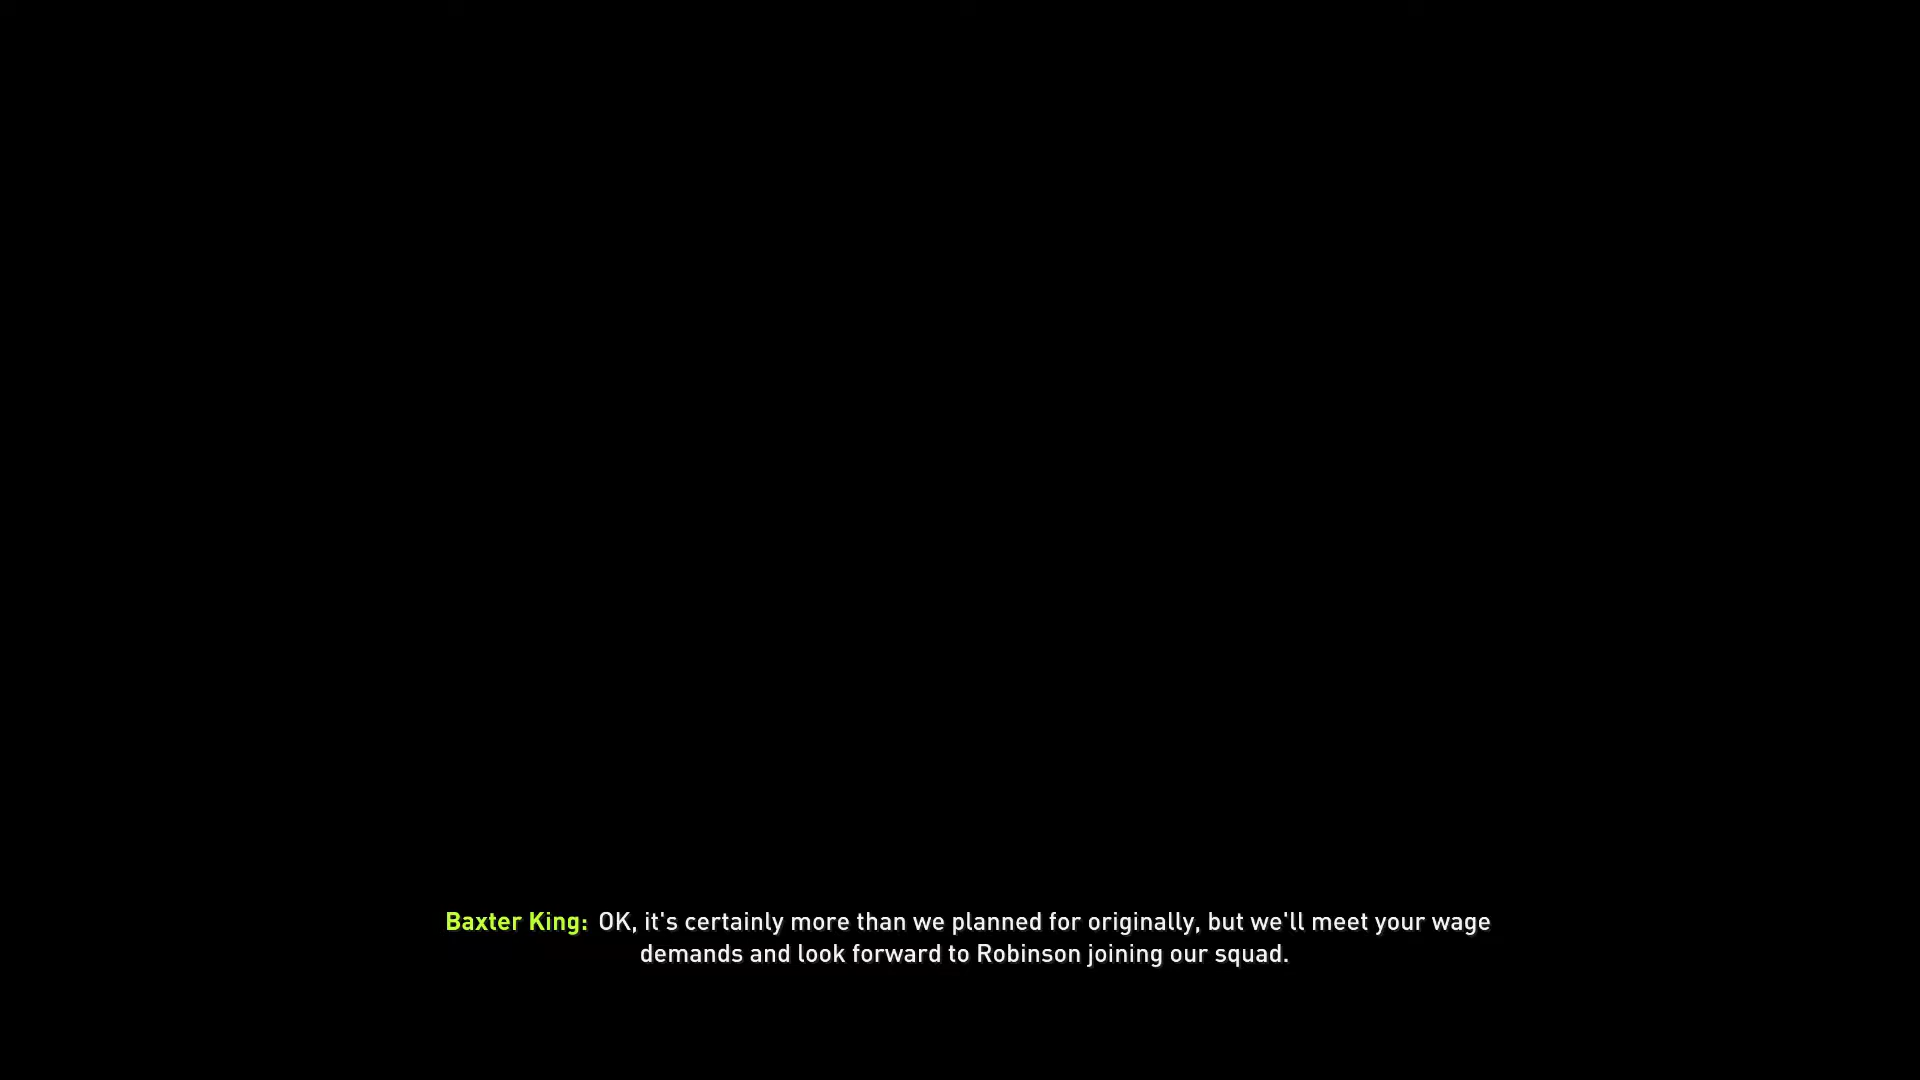 Baxter King: OK, it's certainly more than we planned for originally, but we'll meet your wage
demands and look forward to Robinson joining our squad.